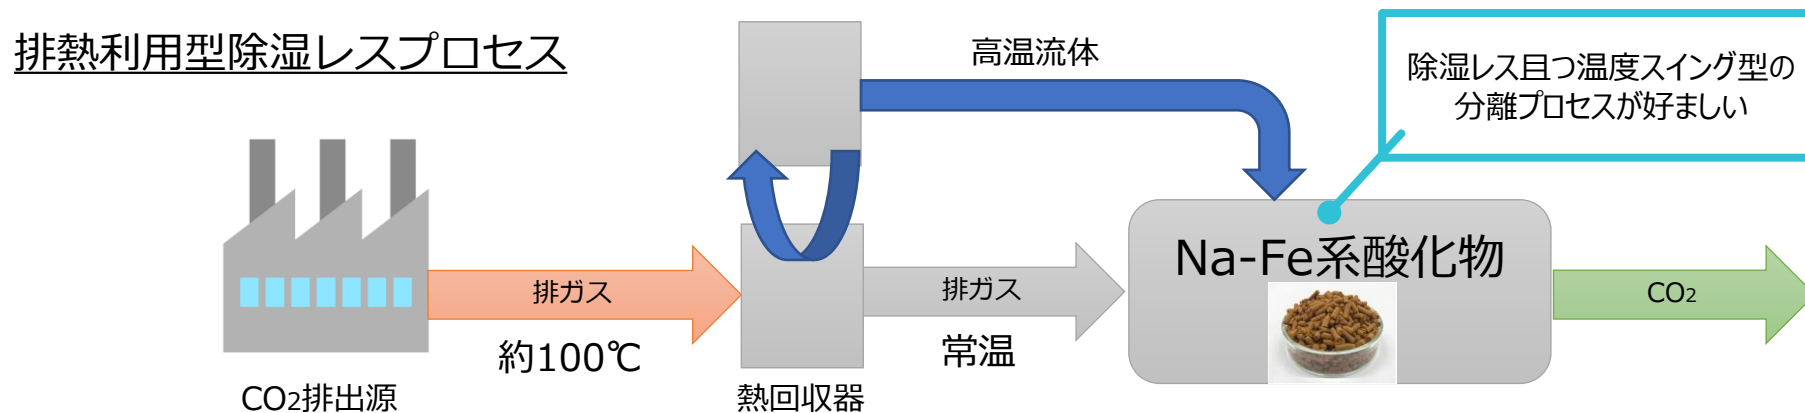 排熱利用型除湿レスプロセス
高温流体
除湿レス且つ温度スイング型の
分離プロセスが好ましい
Na-Fe系酸化物
排ガス
排ガス
CO2
約100℃
常温
CO2排出源
熱回収器